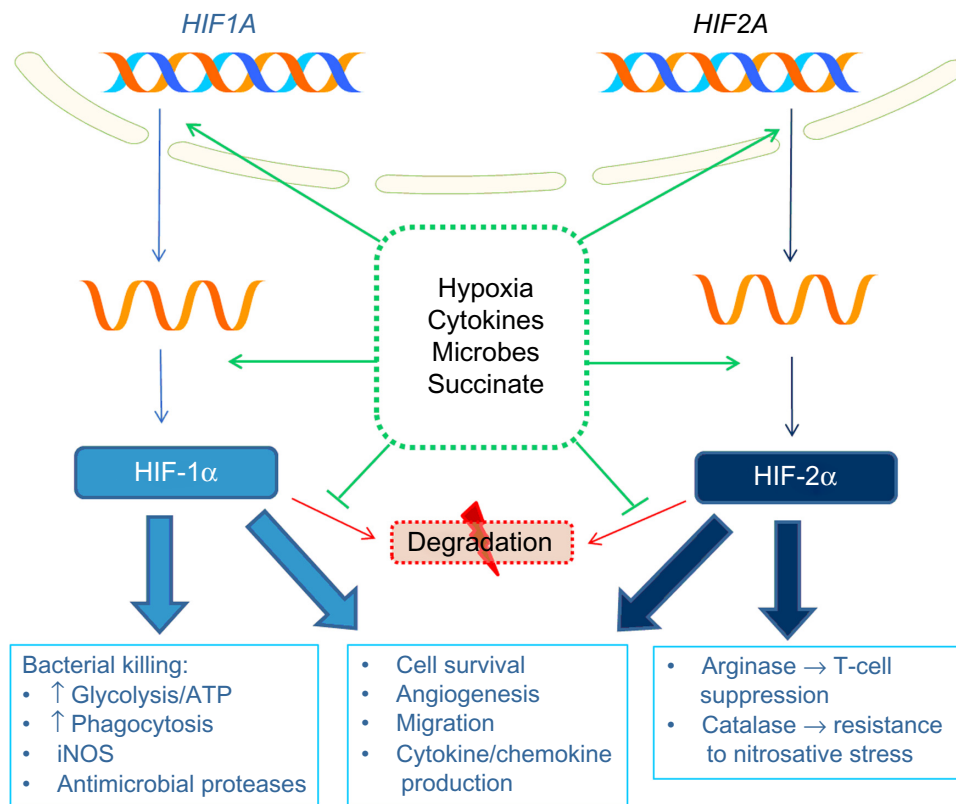 HIF1A
HIF2A
Hypoxia
Cytokines
Microbes
Succinate
HIF-1α
HIF-2α
Degradation
Bacterial killing:
• ↑ Glycolysis/ATP
• ↑ Phagocytosis
• iNOS
• Antimicrobial proteases
• Cell survival
• Angiogenesis
• Migration
• Cytokine/chemokine
production
• Arginase → T-cell
suppression
• Catalase → resistance
to nitrosative stress